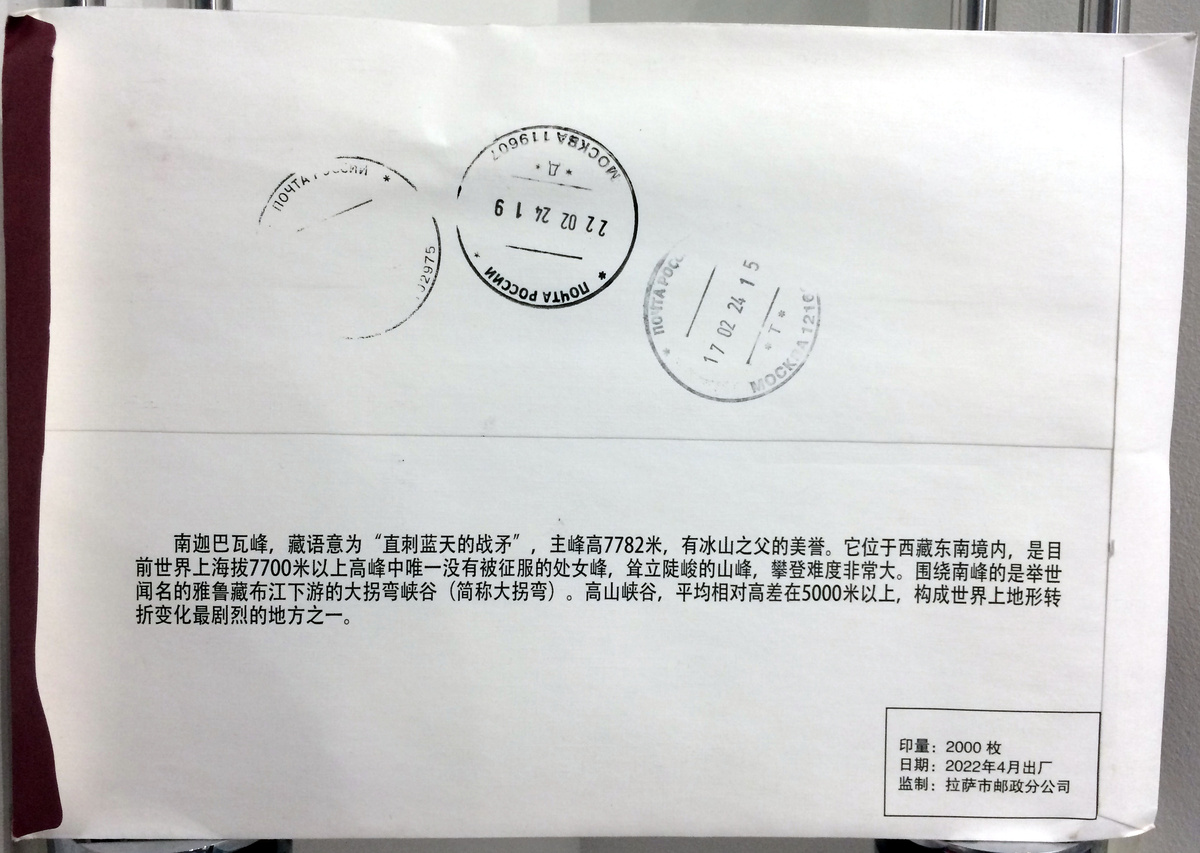 ПОЧТА РОССИИ *
02975
МОСКВА 119607
* Д *
22 02 24 19
* ПОЧТА РОССИИ *
* ПОЧТА РОСС
17 02 24 15
* Т *
МОСКВА 1216
南迦巴瓦峰，藏语意为“直刺蓝天的战矛”，主峰高7782米，有冰山之父的美誉。它位于西藏东南境内，是目
前世界上海拔7700米以上高峰中唯一没有被征服的处女峰，耸立陡峻的山峰，攀登难度非常大。围绕南峰的是举世
闻名的雅鲁藏布江下游的大拐弯峡谷（简称大拐弯）。高山峡谷，平均相对高差在5000米以上，构成世界上地形转
折变化最剧烈的地方之一。
印量：2000 枚
日期：2022年4月出厂
监制：拉萨市邮政分公司